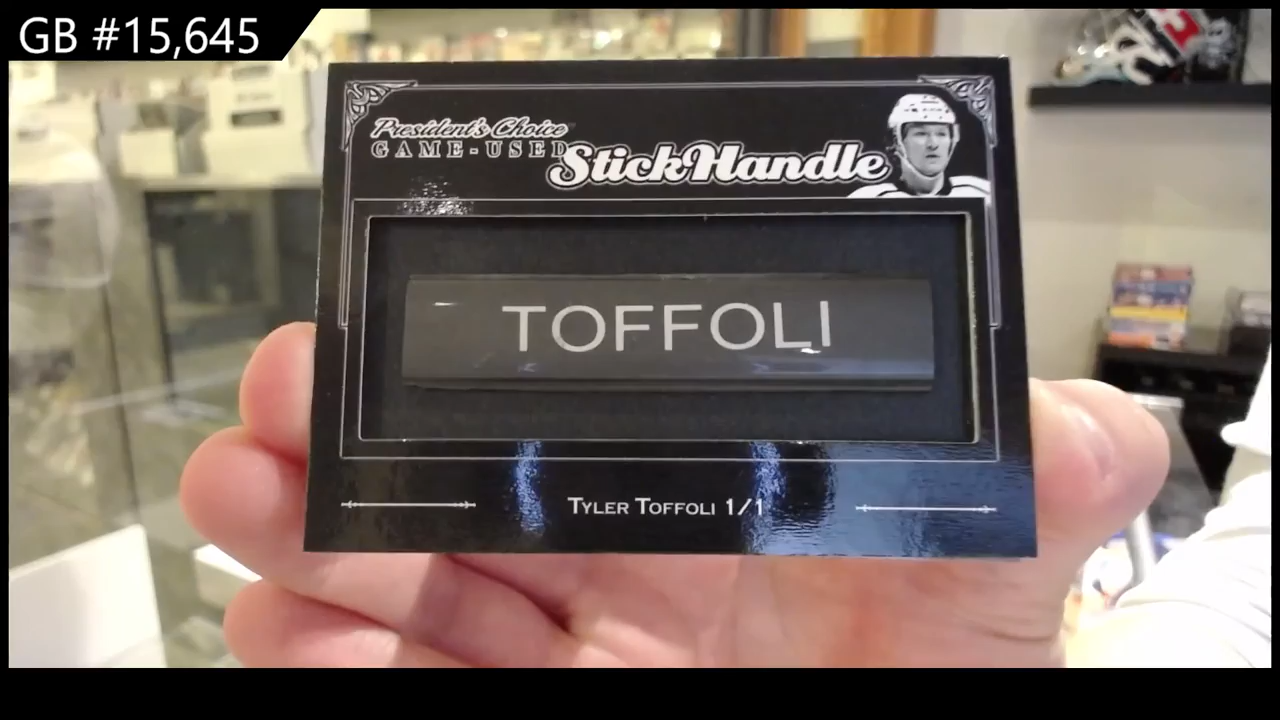 GB #15,645
President's Choice
GAME-USED
StickHandle
TOFFOLI
TYLER TOFFOLI 1/1